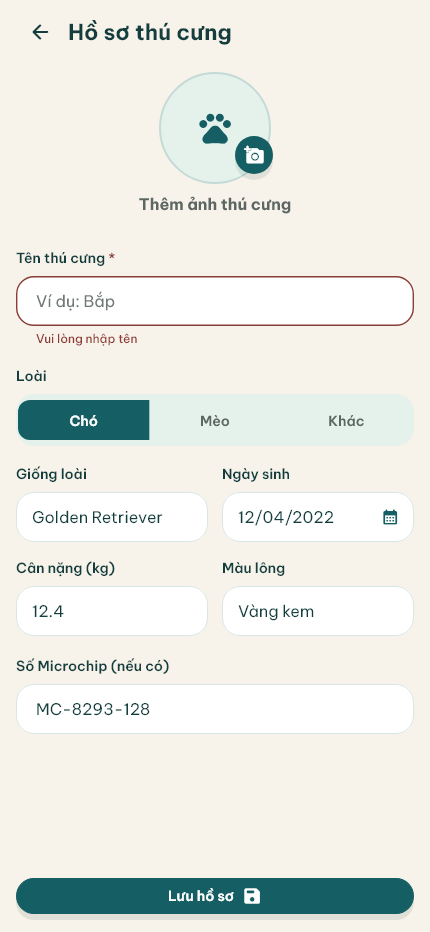 Hồ sơ thú cưng
Thêm ảnh thú cưng
Tên thú cưng *
Ví dụ: Bắp
Vui lòng nhập tên
Loài
Chó Mèo Khác
Giống loài Ngày sinh
Golden Retriever 12/04/2022
Cân nặng (kg) Màu lông
12.4 Vàng kem
Số Microchip (nếu có)
MC-8293-128
Lưu hồ sơ